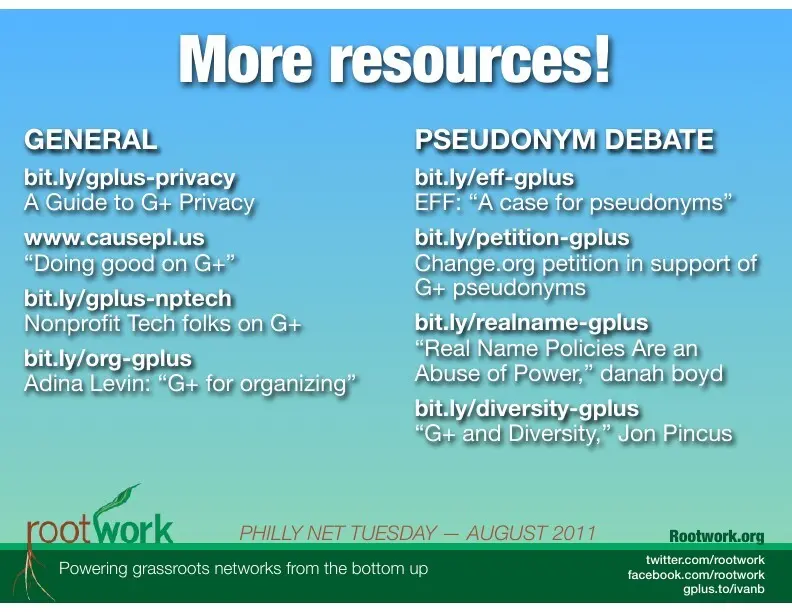 More resources!
GENERAL
bit.ly/gplus-privacy
A Guide to G+ Privacy
www.causepl.us
“Doing good on G+”
bit.ly/gplus-nptech
Nonprofit Tech folks on G+
bit.ly/org-gplus
Adina Levin: “G+ for organizing”
PSEUDONYM DEBATE
bit.ly/eff-gplus
EFF: “A case for pseudonyms”
bit.ly/petition-gplus
Change.org petition in support of
G+ pseudonyms
bit.ly/realname-gplus
“Real Name Policies Are an
Abuse of Power,” danah boyd
bit.ly/diversity-gplus
“G+ and Diversity,” Jon Pincus
rootwork
PHILLY NET TUESDAY — AUGUST 2011
Rootwork.org
Powering grassroots networks from the bottom up
twitter.com/rootwork
facebook.com/rootwork
gplus.to/ivanb